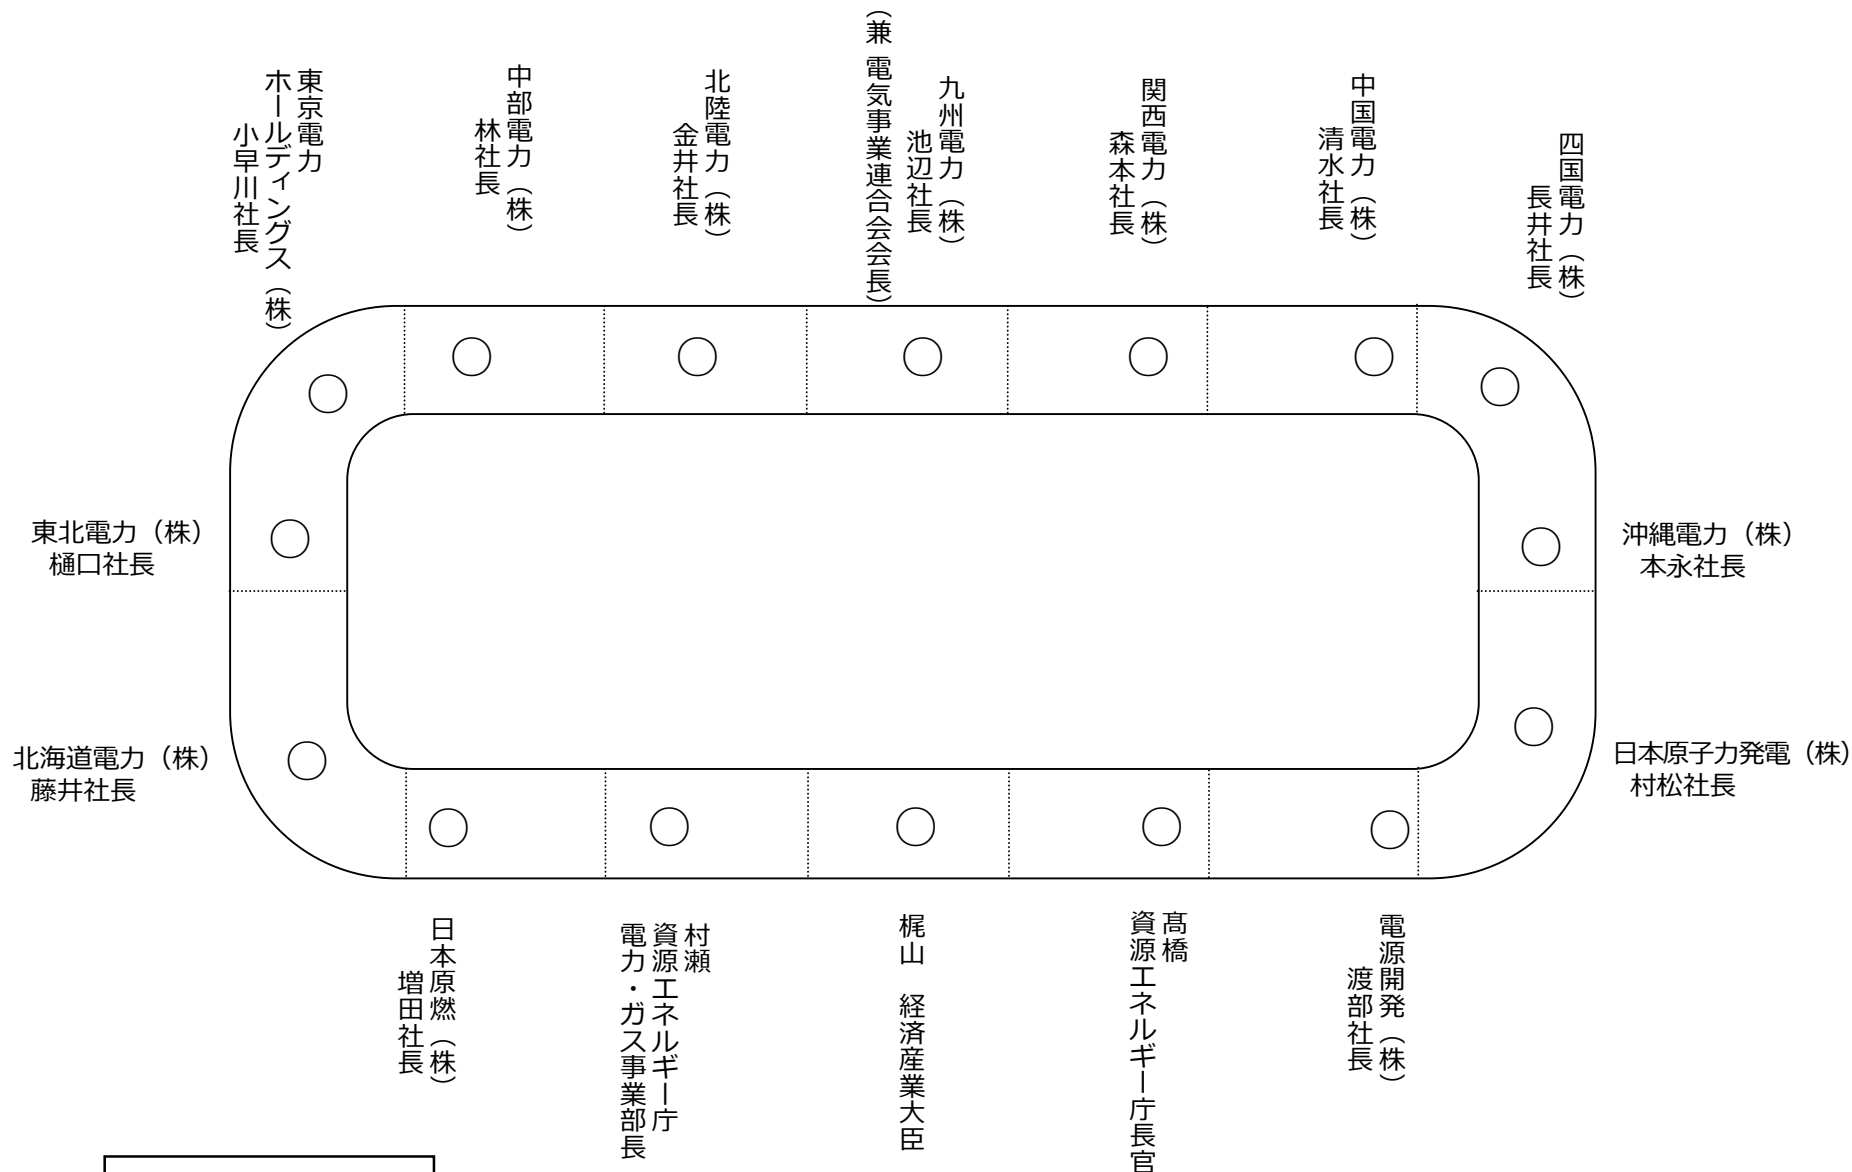 東京電力
ホールディングス（株）
小早川社長
中部電力（株）
林社長
北陸電力（株）
金井社長
九州電力（株）
池辺社長
（兼 電気事業連合会会長）
関西電力（株）
森本社長
中国電力（株）
清水社長
四国電力（株）
長井社長
東北電力（株）
樋口社長
沖縄電力（株）
本永社長
北海道電力（株）
藤井社長
日本原子力発電（株）
村松社長
日本原燃（株）
増田社長
村瀬
資源エネルギー庁
電力・ガス事業部長
梶山　経済産業大臣
髙橋
資源エネルギー庁長官
電源開発（株）
渡部社長